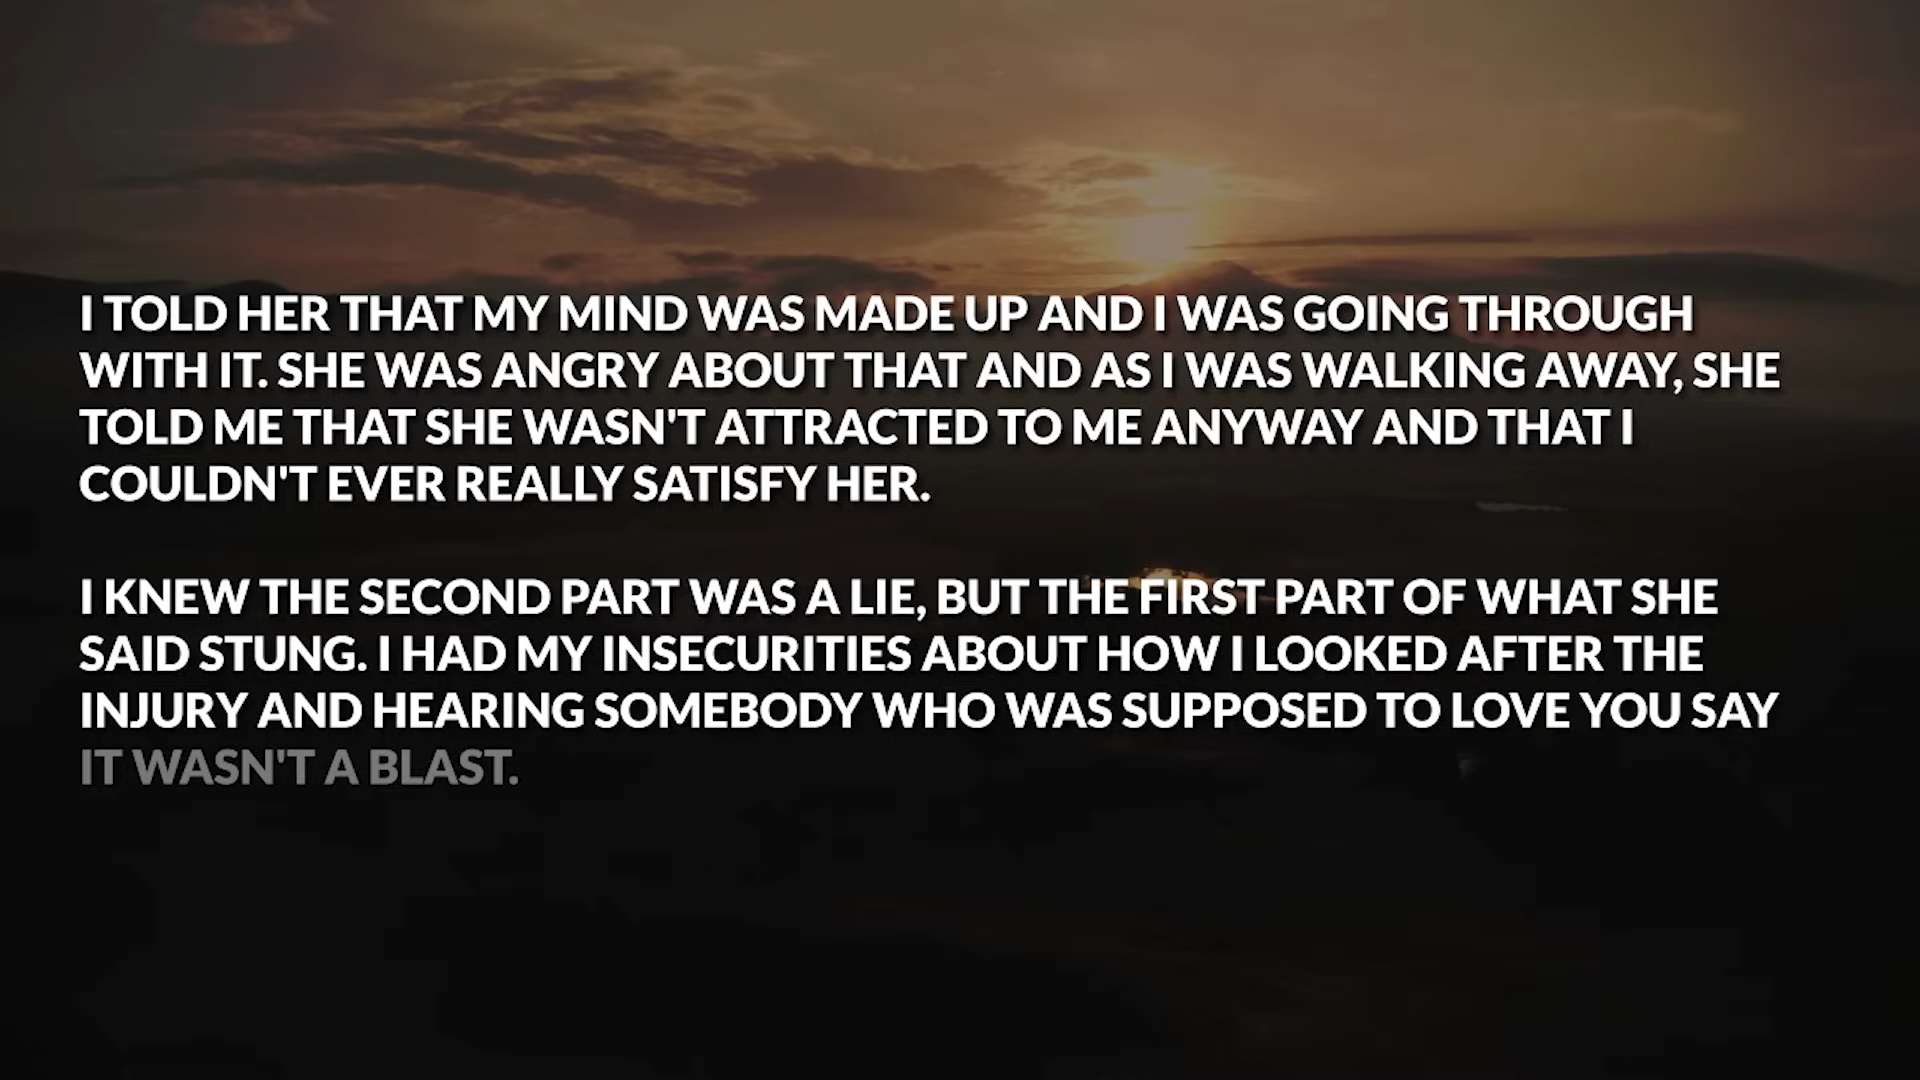 I TOLD HER THAT MY MIND WAS MADE UP AND I WAS GOING THROUGH
WITH IT. SHE WAS ANGRY ABOUT THAT AND AS I WAS WALKING AWAY, SHE
TOLD ME THAT SHE WASN'T ATTRACTED TO ME ANYWAY AND THAT I
COULDN'T EVER REALLY SATISFY HER.
I KNEW THE SECOND PART WAS A LIE, BUT THE FIRST PART OF WHAT SHE
SAID STUNG. I HAD MY INSECURITIES ABOUT HOW I LOOKED AFTER THE
INJURY AND HEARING SOMEBODY WHO WAS SUPPOSED TO LOVE YOU SAY
IT WASN'T A BLAST.